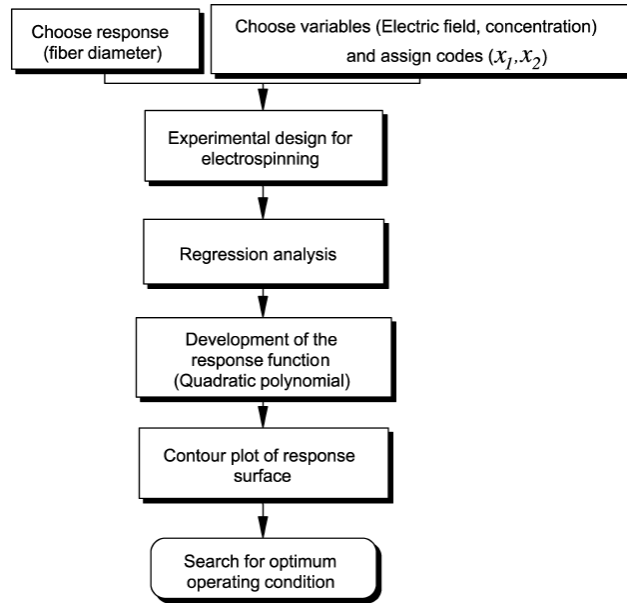 Choose response
(fiber diameter)
Choose variables (Electric field, concentration)
and assign codes (x₁,x₂)
Experimental design for
electrospinning
Regression analysis
Development of the
response function
(Quadratic polynomial)
Contour plot of response
surface
Search for optimum
operating condition